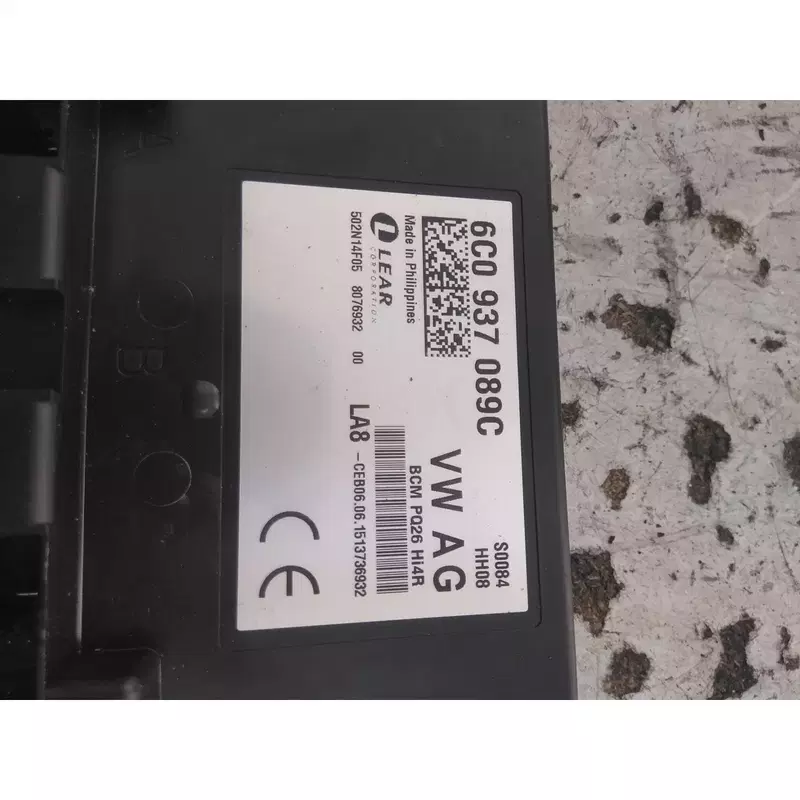 6C0 937 089C
S0084
HH08
VW AG
BCM PQ26 Hi4R
Made in Philippines
LEAR
CORPORATION
LA8 -CEB06.06.1513736932
502N14F05 8076932 00
CE
A
B
C